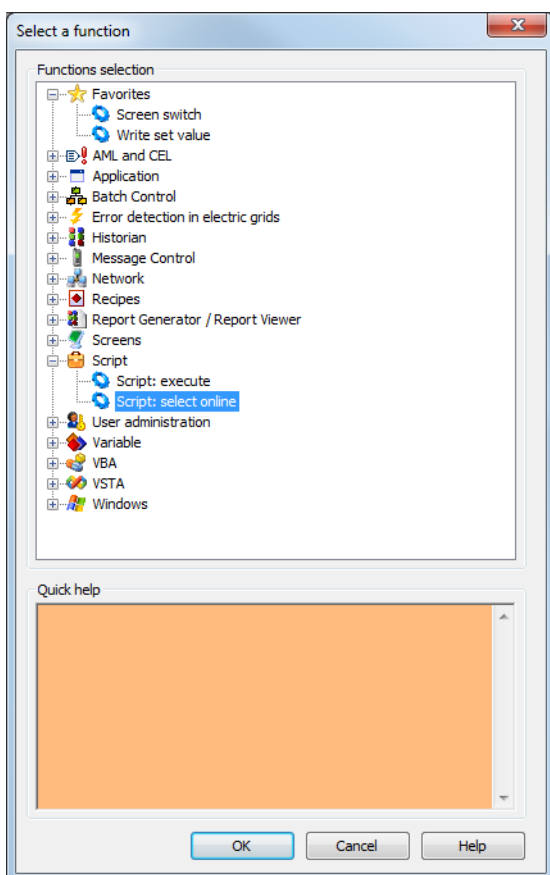 Select a function
Functions selection
Favorites
Screen switch
Write set value
AML and CEL
Application
Batch Control
Error detection in electric grids
Historian
Message Control
Network
Recipes
Report Generator / Report Viewer
Screens
Script
Script: execute
Script: select online
User administration
Variable
VBA
VSTA
Windows
Quick help
OK Cancel Help